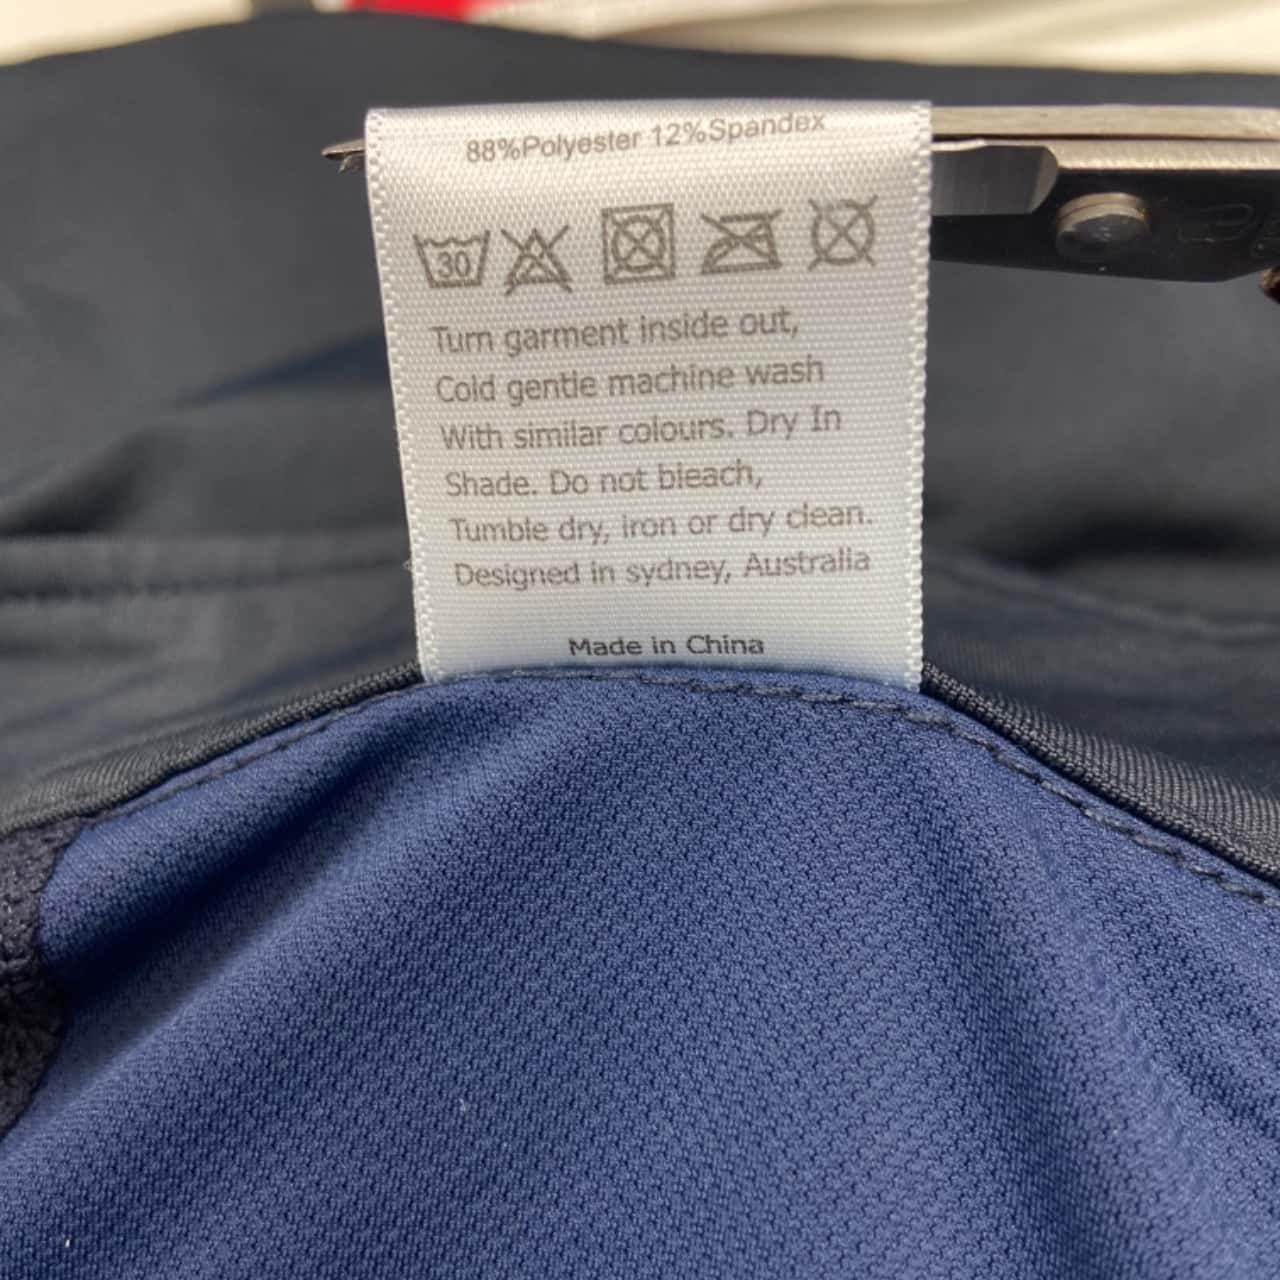 88%Polyester 12%Spandex
30
Turn garment inside out,
Cold gentle machine wash
With similar colours. Dry In
Shade. Do not bleach,
Tumble dry, iron or dry clean.
Designed in sydney, Australia
Made in China